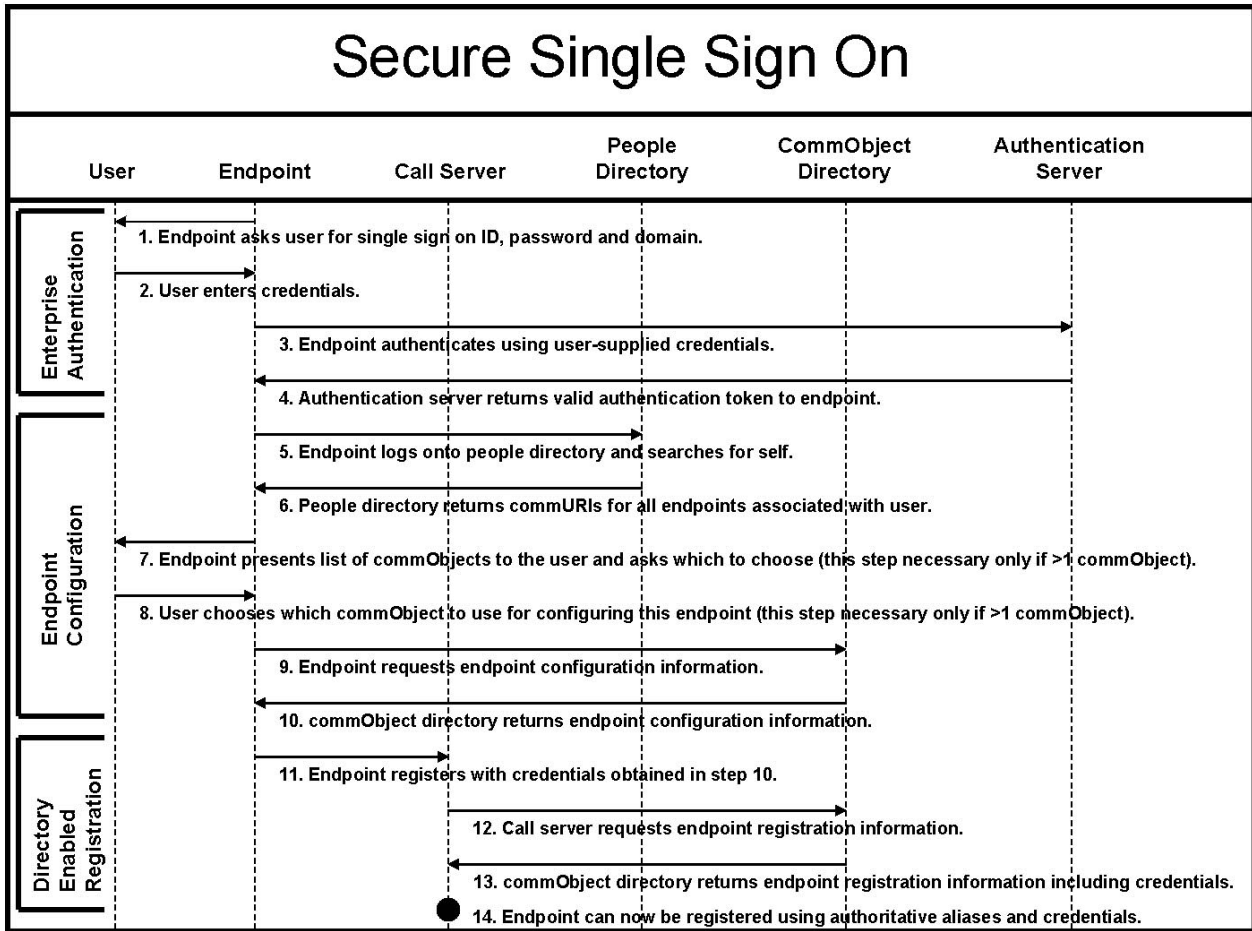 Secure Single Sign On
User
Endpoint
Call Server
People
Directory
CommObject
Directory
Authentication
Server
Enterprise
Authentication
1. Endpoint asks user for single sign on ID, password and domain.
2. User enters credentials.
3. Endpoint authenticates using user-supplied credentials.
4. Authentication server returns valid authentication token to endpoint.
Endpoint
Configuration
5. Endpoint logs onto people directory and searches for self.
6. People directory returns commURIs for all endpoints associated with user.
7. Endpoint presents list of commObjects to the user and asks which to choose (this step necessary only if >1 commObject).
8. User chooses which commObject to use for configuring this endpoint (this step necessary only if >1 commObject).
9. Endpoint requests endpoint configuration information.
10. commObject directory returns endpoint configuration information.
Directory
Enabled
Registration
11. Endpoint registers with credentials obtained in step 10.
12. Call server requests endpoint registration information.
13. commObject directory returns endpoint registration information including credentials.
14. Endpoint can now be registered using authoritative aliases and credentials.